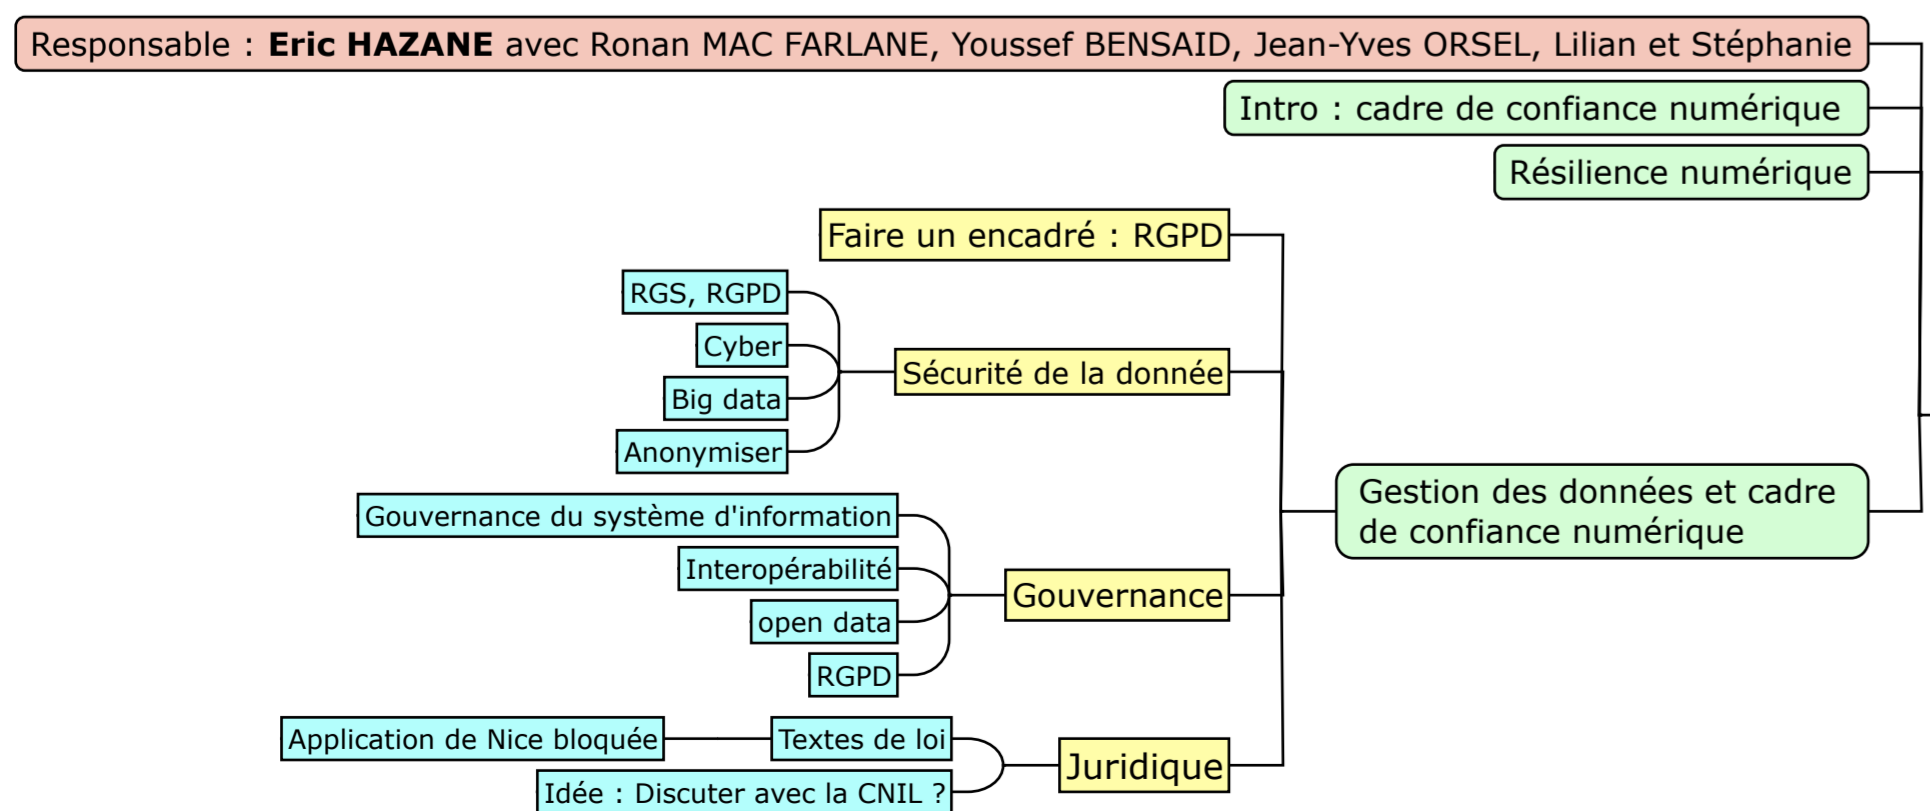 Responsable : Eric HAZANE avec Ronan MAC FARLANE, Youssef BENSAID, Jean-Yves ORSEL, Lilian et Stéphanie
Intro : cadre de confiance numérique
Résilience numérique
Faire un encadré : RGPD
RGS, RGPD
Cyber
Big data
Anonymiser
Sécurité de la donnée
Gouvernance du système d'information
Interopérabilité
open data
RGPD
Gouvernance
Gestion des données et cadre
de confiance numérique
Application de Nice bloquée
Textes de loi
Idée : Discuter avec la CNIL ?
Juridique